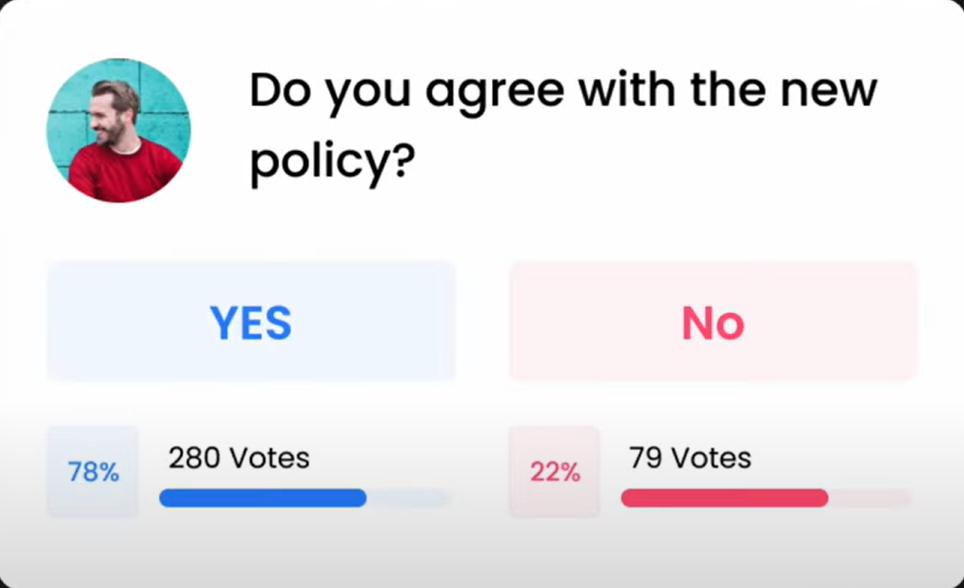 Do you agree with the new
policy?
YES
No
78%
280 Votes
22%
79 Votes